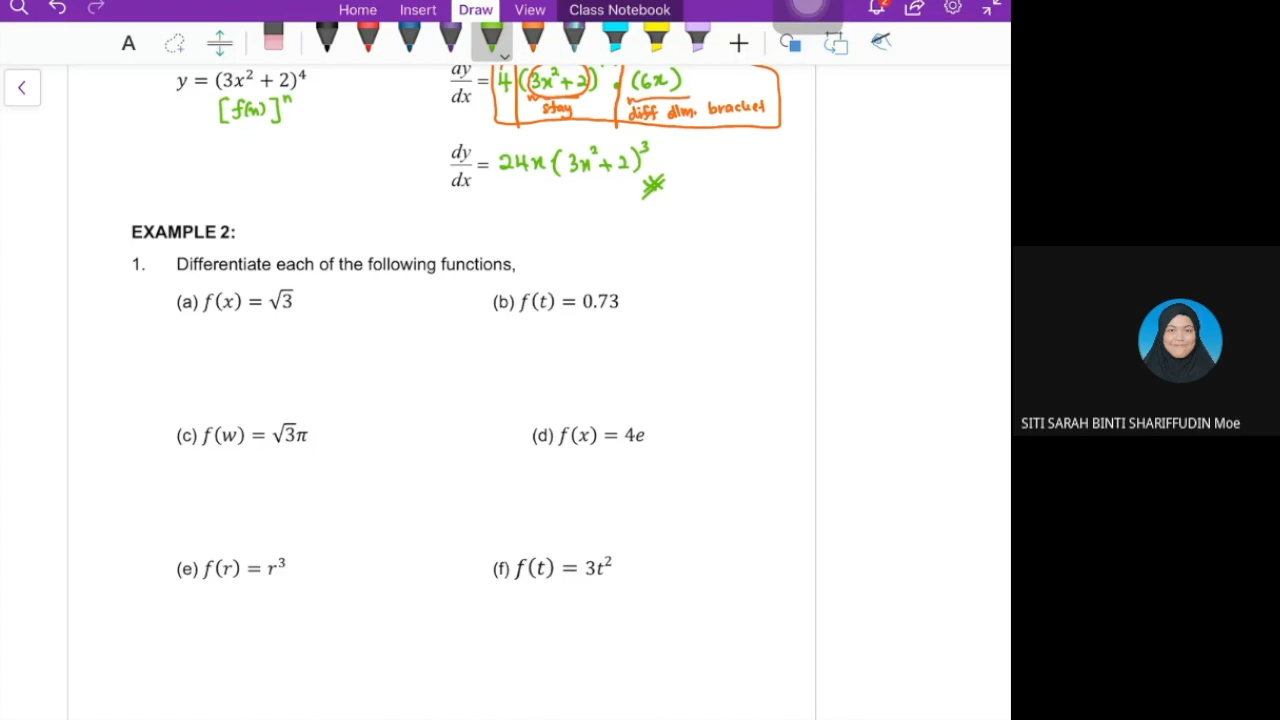 Home Insert Draw View Class Notebook
2
A
y = (3x² + 2)⁴
[f(x)]ⁿ
dy/dx = 4 (3x² + 2) · (6x)
stay diff dlm. bracket
dy/dx = 24x (3x² + 2)³
EXAMPLE 2:
1. Differentiate each of the following functions,
(a) f(x) = √3 (b) f(t) = 0.73
(c) f(w) = √3π (d) f(x) = 4e
(e) f(r) = r³ (f) f(t) = 3t²
SITI SARAH BINTI SHARIFFUDIN Moe